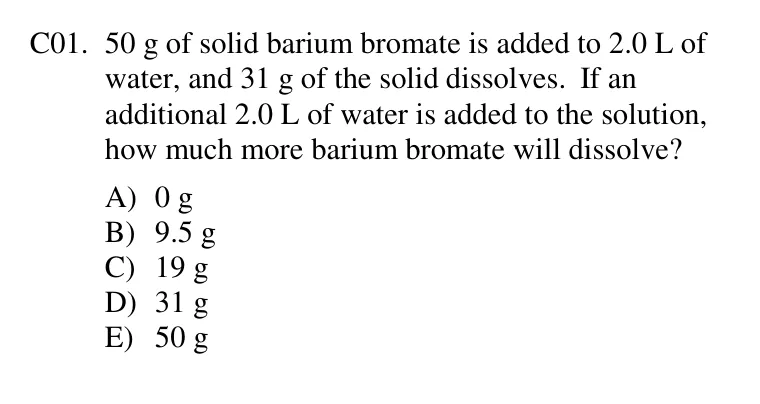 C01. 50 g of solid barium bromate is added to 2.0 L of
water, and 31 g of the solid dissolves. If an
additional 2.0 L of water is added to the solution,
how much more barium bromate will dissolve?
A) 0 g
B) 9.5 g
C) 19 g
D) 31 g
E) 50 g